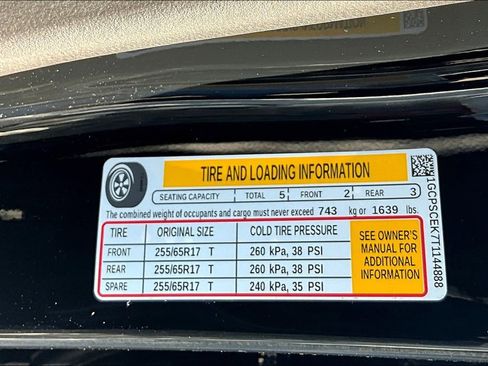 TIRE AND LOADING INFORMATION
SEATING CAPACITY TOTAL 5 FRONT 2 REAR 3
The combined weight of occupants and cargo must never exceed 743 kg or 1639 lbs.
TIRE ORIGINAL SIZE COLD TIRE PRESSURE
FRONT 255/65R17 T 260 kPa, 38 PSI
REAR 255/65R17 T 260 kPa, 38 PSI
SPARE 255/65R17 T 240 kPa, 35 PSI
SEE OWNER'S
MANUAL FOR
ADDITIONAL
INFORMATION
1GCPSCEK7T1144888